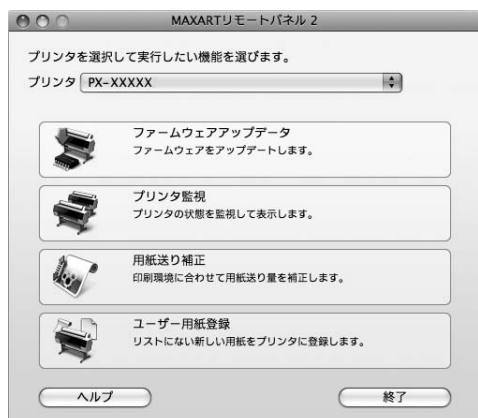 MAXARTリモートパネル 2
プリンタを選択して実行したい機能を選びます。
プリンタ PX-XXXXX
ファームウェアアップデータ
ファームウェアをアップデートします。
プリンタ監視
プリンタの状態を監視して表示します。
用紙送り補正
印刷環境に合わせて用紙送り量を補正します。
ユーザー用紙登録
リストにない新しい用紙をプリンタに登録します。
ヘルプ 終了